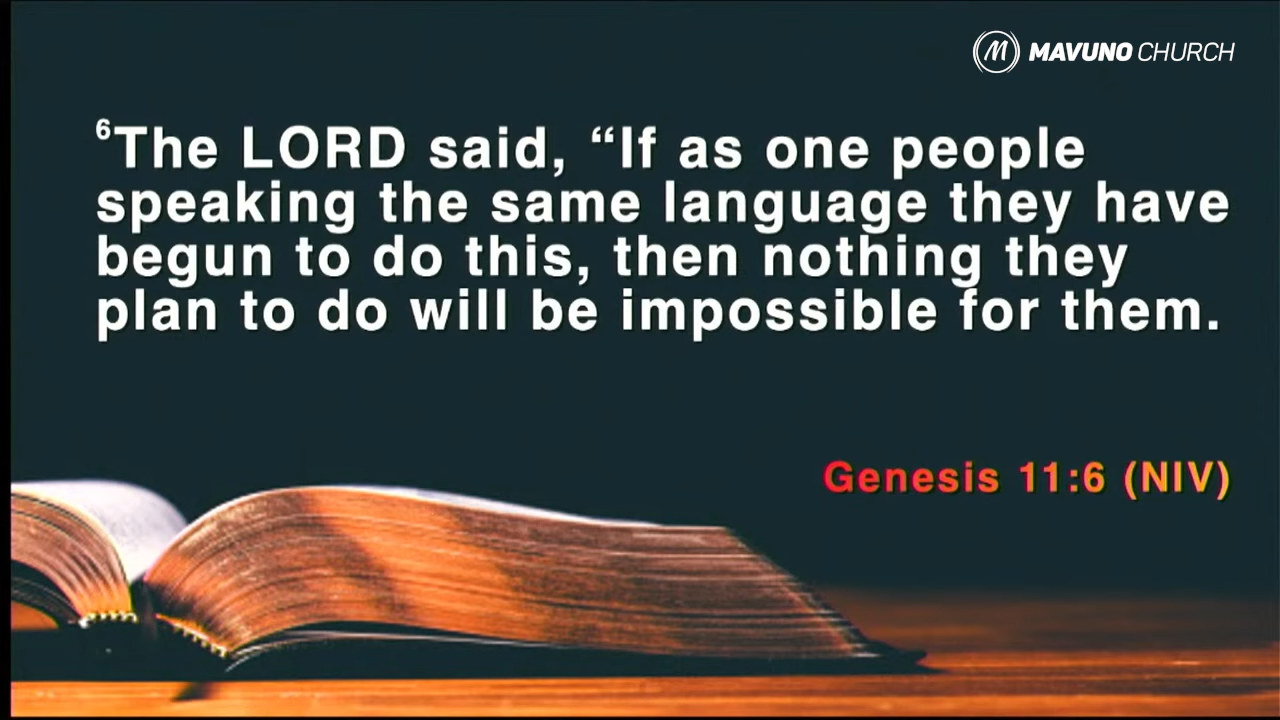 MAVUNO CHURCH
⁶The LORD said, “If as one people
speaking the same language they have
begun to do this, then nothing they
plan to do will be impossible for them.
Genesis 11:6 (NIV)